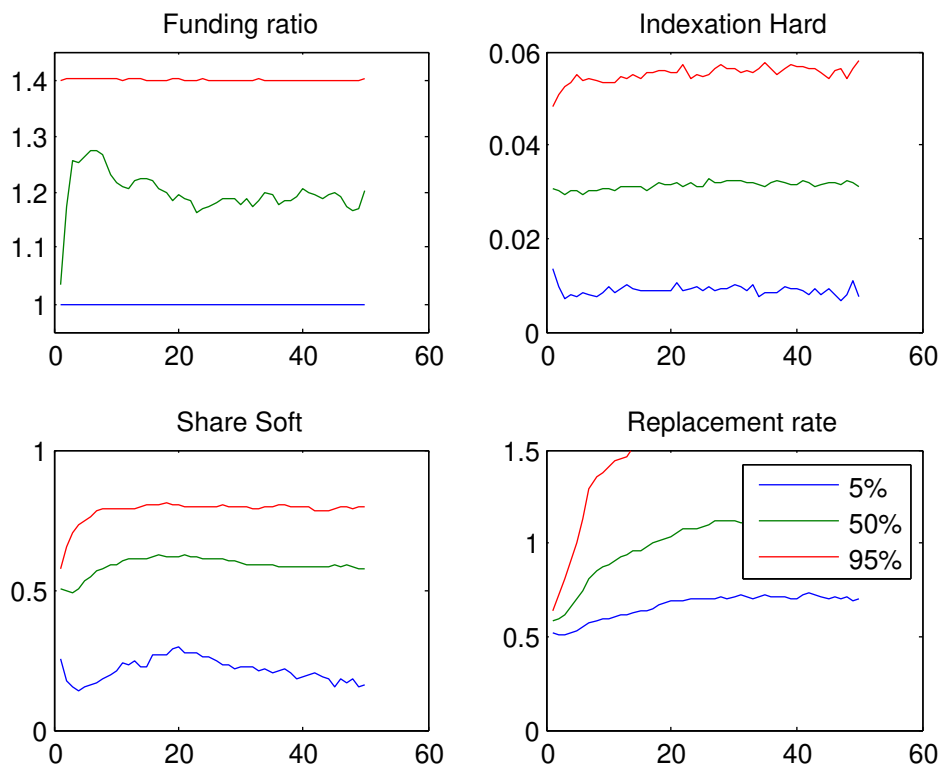 Funding ratio
1.4
1.3
1.2
1.1
1
0 20 40 60
Indexation Hard
0.06
0.04
0.02
0
0 20 40 60
Share Soft
1
0.5
0
0 20 40 60
Replacement rate
1.5
1
0.5
0
0 20 40 60
5%
50%
95%